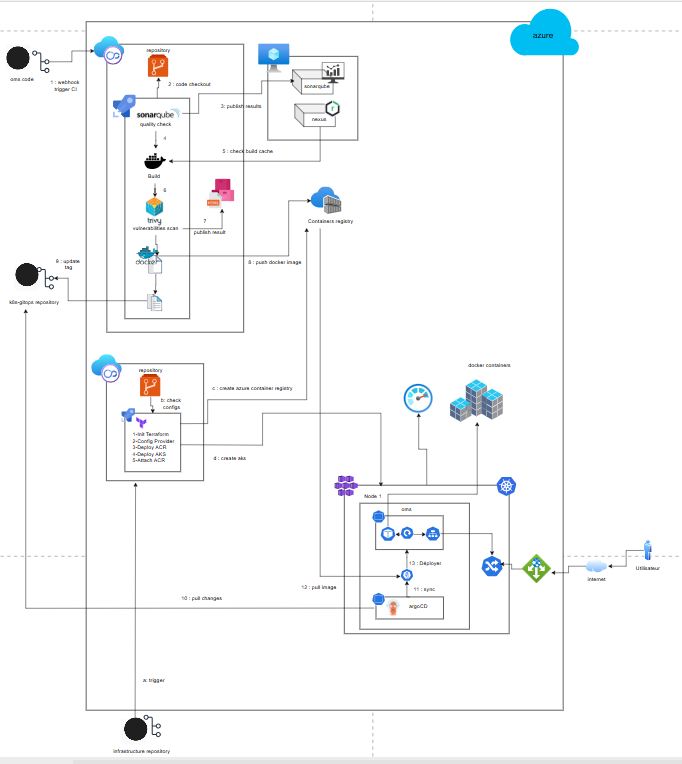 azure
oms code
1 : webhook
trigger CI
repository
2 : code checkout
sonarqube
quality check
3: publish results
sonarqube
nexus
4
5 : check build cache
Build
6
trivy
vulnerabilities scan
7
publish result
Containers registry
docker
8 : push docker image
9 : update
tag
k8s-gitops repository
repository
b: check
configs
c : create azure container registry
1-Init Terraform
2-Config Provider
3-Deploy ACR
4-Deploy AKS
5-Attach ACR
d : create aks
docker containers
Node 1
oms
13 : Déployer
12 : pull image
11 : sync
argoCD
10 : pull changes
internet
Utilisateur
a: trigger
infrastructure repository